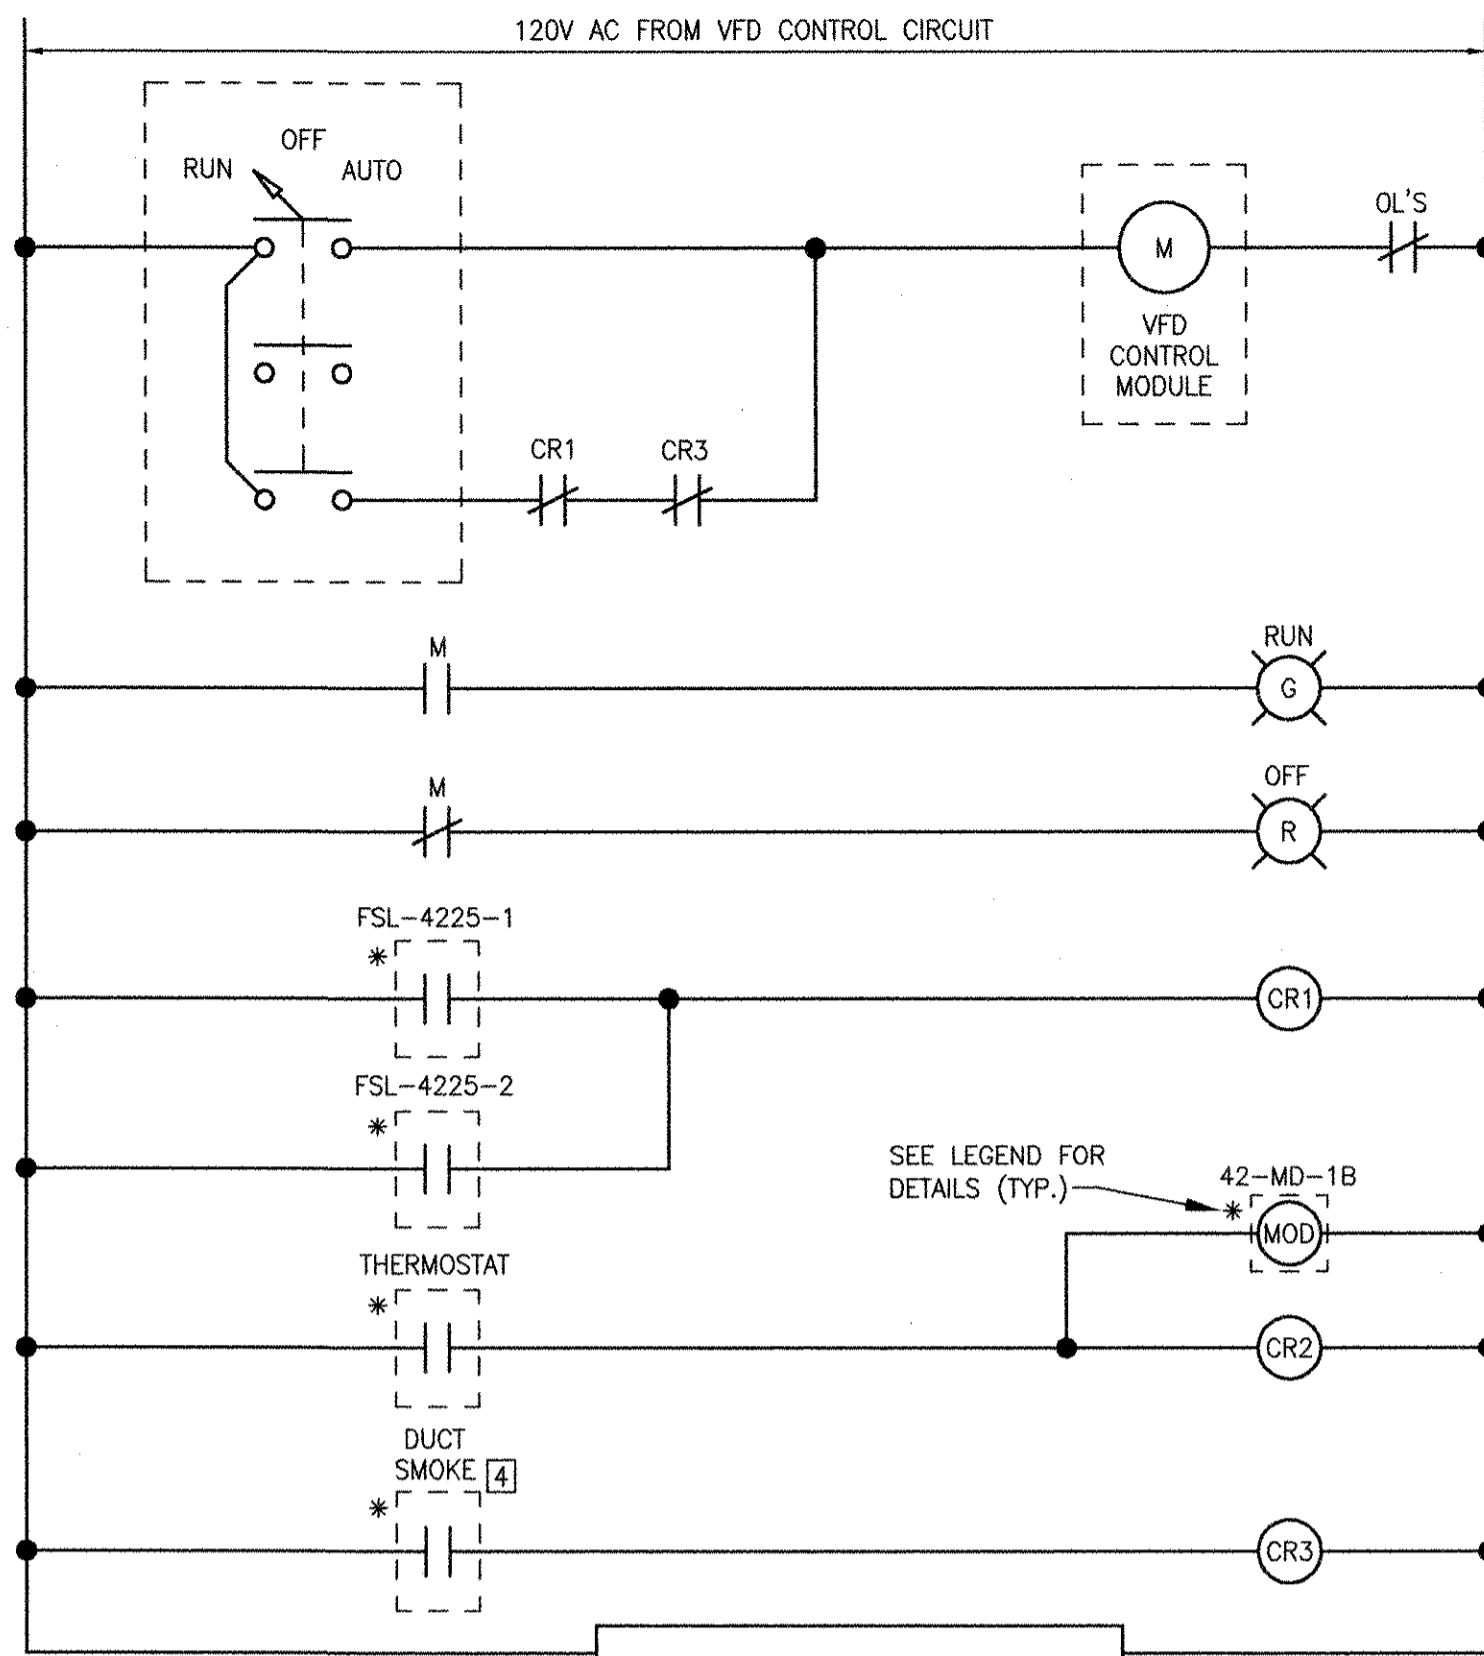 120V AC FROM VFD CONTROL CIRCUIT
OFF
RUN
AUTO
OL'S
M
VFD
CONTROL
MODULE
CR1
CR3
M
RUN
G
M
OFF
R
FSL-4225-1
*
CR1
FSL-4225-2
*
SEE LEGEND FOR
DETAILS (TYP.)
42-MD-1B
*
MOD
THERMOSTAT
*
CR2
DUCT
SMOKE 4
*
CR3